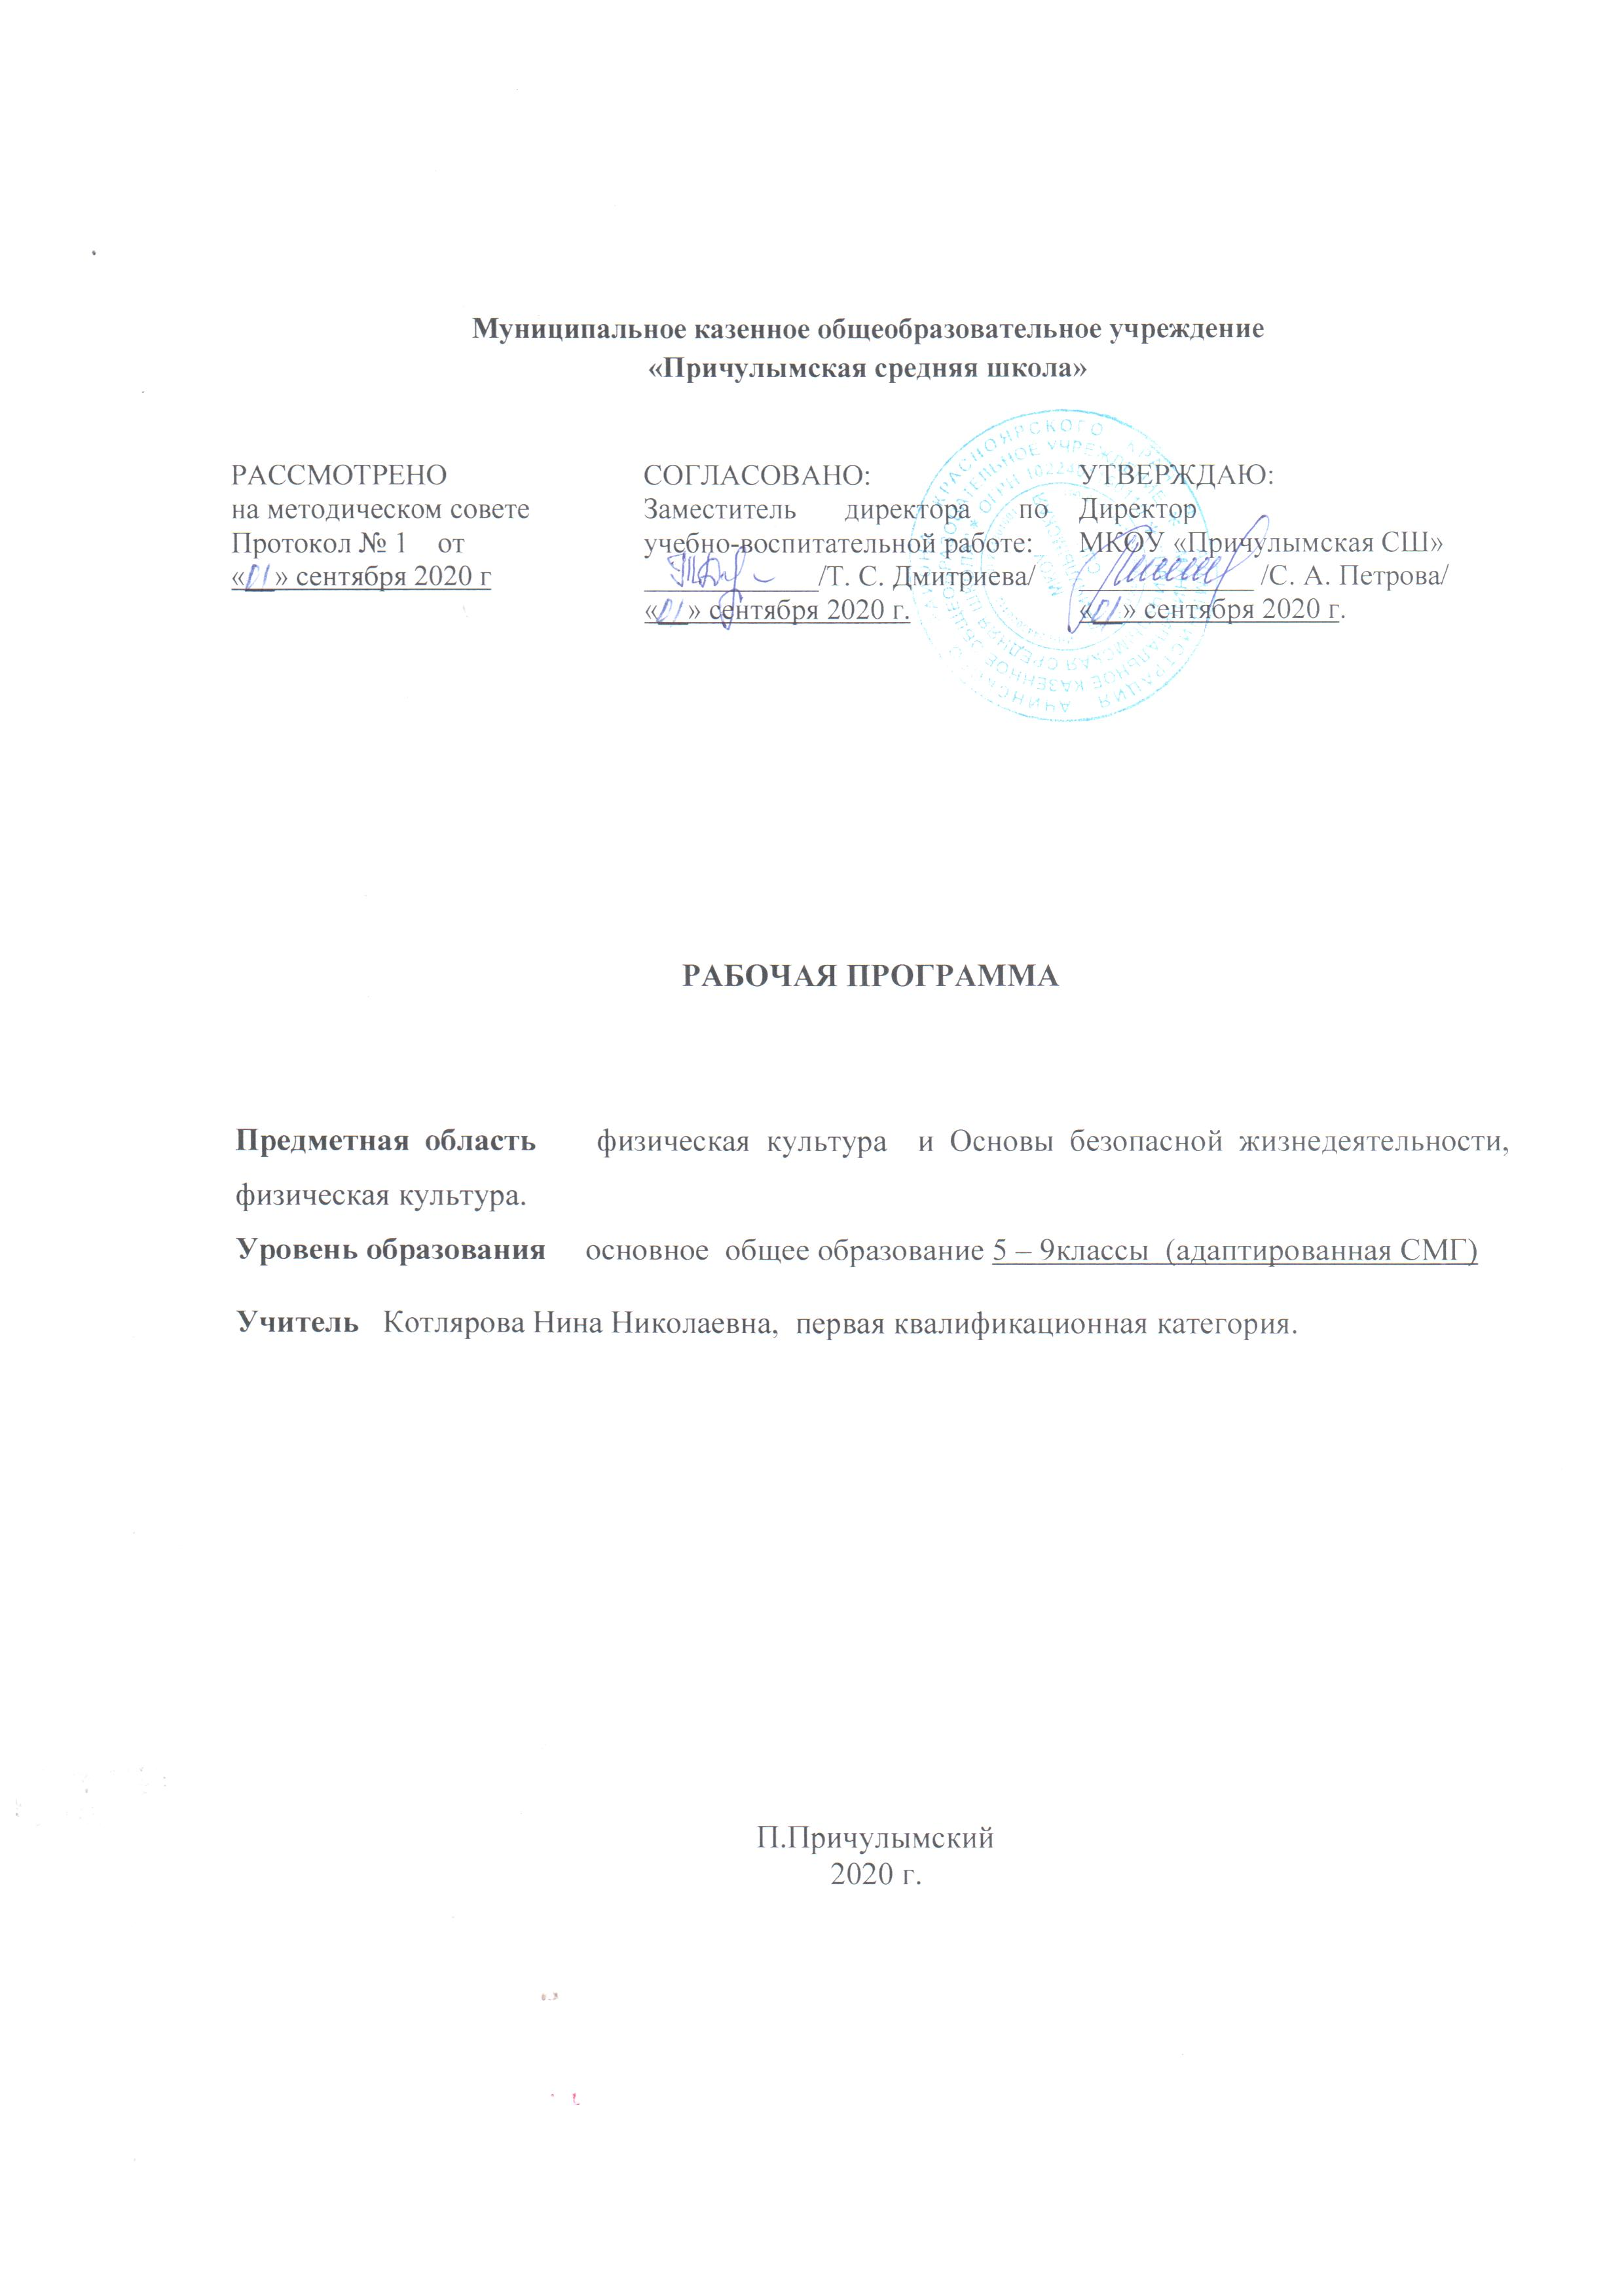 Муниципальное казенное общеобразовательное учреждение
«Причулымская средняя школа»
РАССМОТРЕНО
на методическом совете
Протокол № 1 от
«01» сентября 2020 г
СОГЛАСОВАНО:
Заместитель директора по
учебно-воспитательной работе:
/Т. С. Дмитриева/
«01» сентября 2020 г.
УТВЕРЖДАЮ:
Директор
МКОУ «Причулымская СШ»
/С. А. Петрова/
«01» сентября 2020 г.
РАБОЧАЯ ПРОГРАММА
Предметная область физическая культура и Основы безопасной жизнедеятельности,
физическая культура.
Уровень образования основное общее образование 5 – 9классы (адаптированная СМГ)
Учитель Котлярова Нина Николаевна, первая квалификационная категория.
П.Причулымский
2020 г.